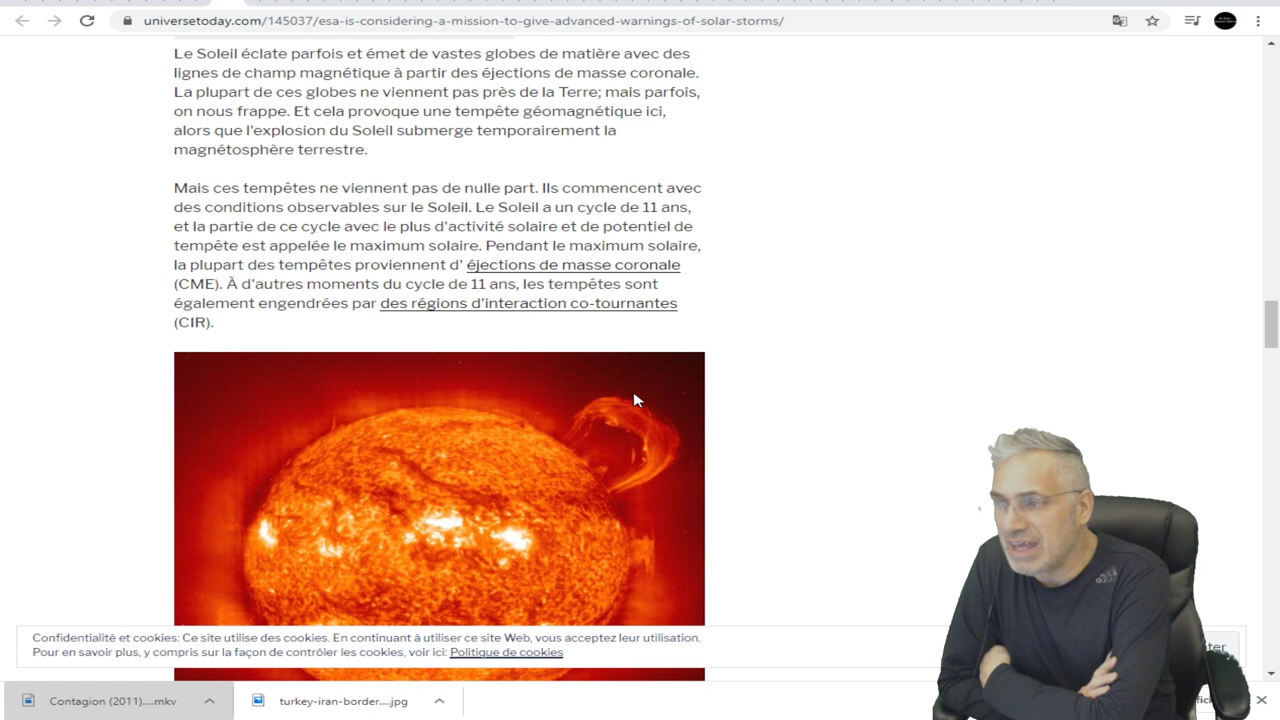 universetoday.com/145037/esa-is-considering-a-mission-to-give-advanced-warnings-of-solar-storms/
Le Soleil éclate parfois et émet de vastes globes de matière avec des
lignes de champ magnétique à partir des éjections de masse coronale.
La plupart de ces globes ne viennent pas près de la Terre; mais parfois,
on nous frappe. Et cela provoque une tempête géomagnétique ici,
alors que l'explosion du Soleil submerge temporairement la
magnétosphère terrestre.
Mais ces tempêtes ne viennent pas de nulle part. Ils commencent avec
des conditions observables sur le Soleil. Le Soleil a un cycle de 11 ans,
et la partie de ce cycle avec le plus d'activité solaire et de potentiel de
tempête est appelée le maximum solaire. Pendant le maximum solaire,
la plupart des tempêtes proviennent d' éjections de masse coronale
(CME). À d'autres moments du cycle de 11 ans, les tempêtes sont
également engendrées par des régions d'interaction co-tournantes
(CIR).
Confidentialité et cookies: Ce site utilise des cookies. En continuant à utiliser ce site Web, vous acceptez leur utilisation.
Pour en savoir plus, y compris sur la façon de contrôler les cookies, voir ici: Politique de cookies
Contagion (2011)....mkv
turkey-iran-border....jpg
adidas